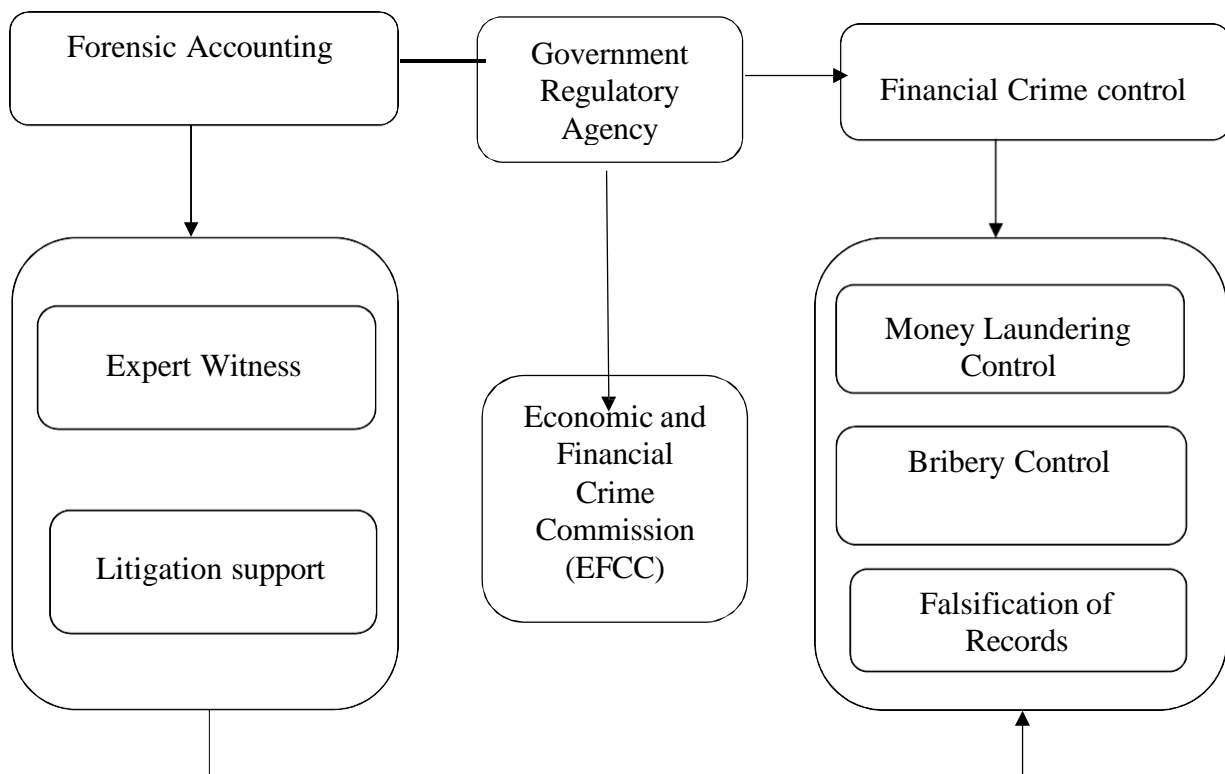 Forensic Accounting
Government
Regulatory
Agency
Financial Crime control
Expert Witness
Litigation support
Economic and
Financial
Crime
Commission
(EFCC)
Money Laundering
Control
Bribery Control
Falsification of
Records